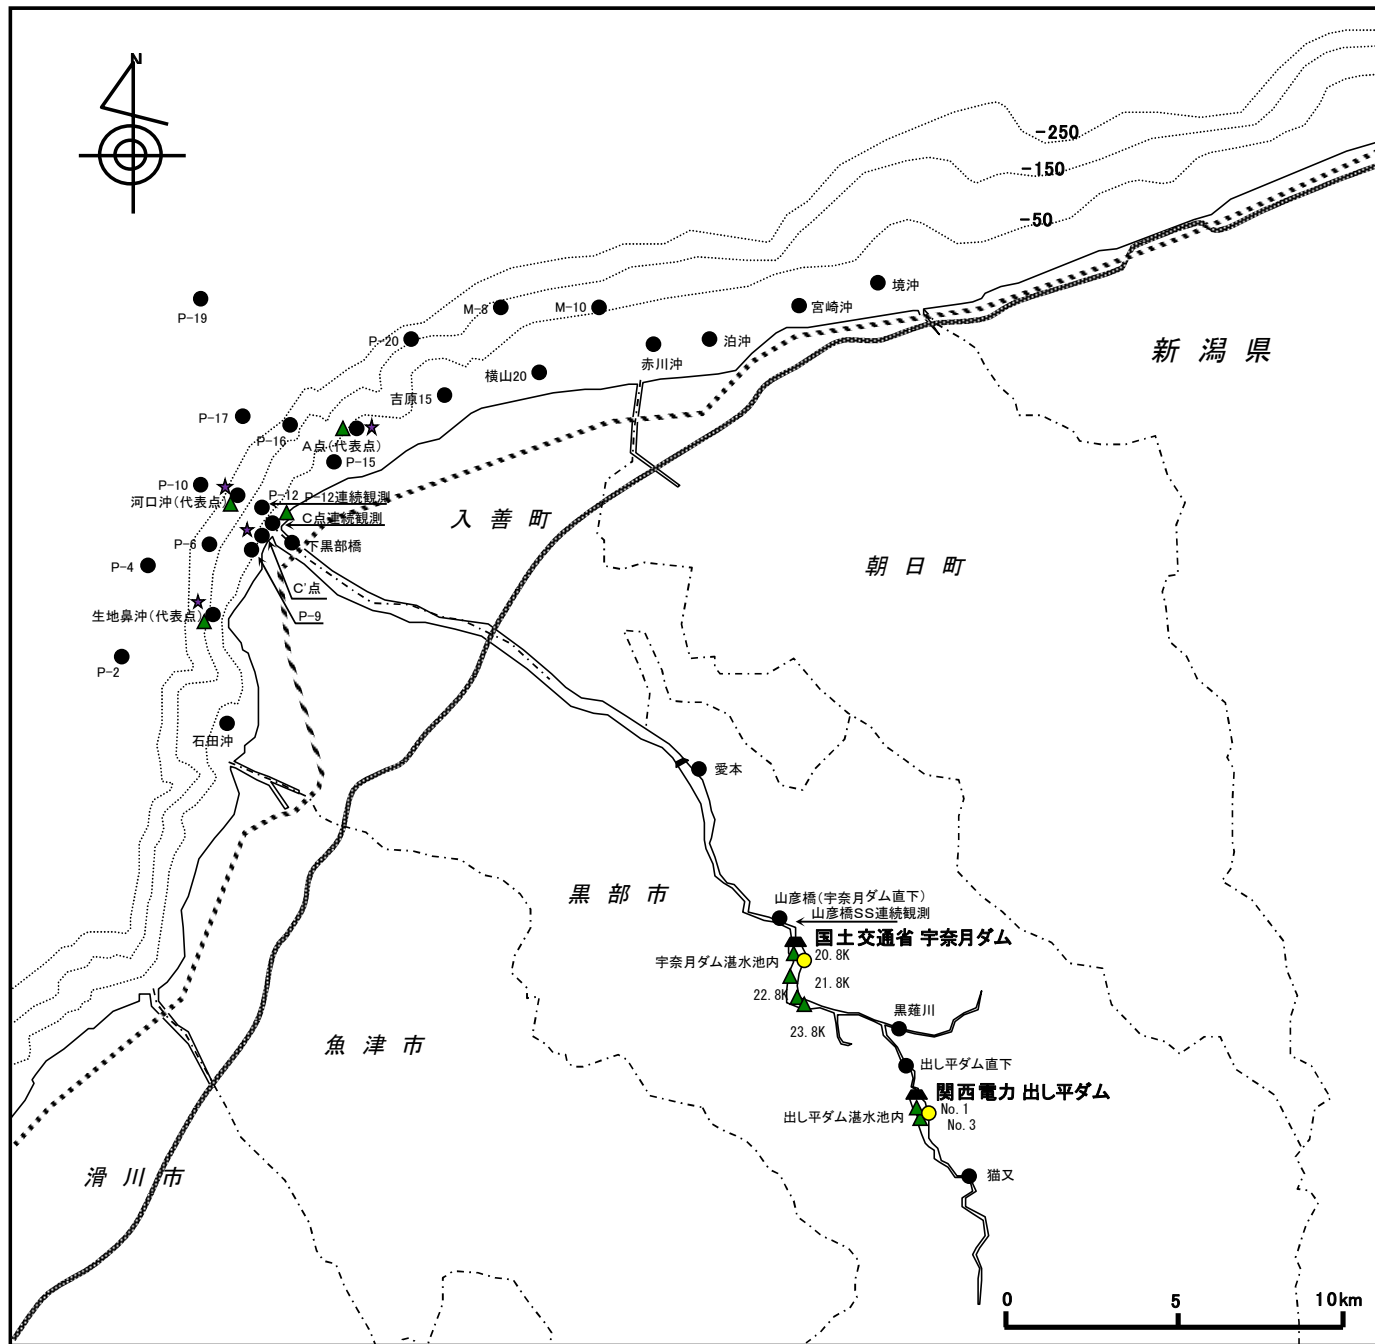 N
-250
-150
-50
境沖
宮崎沖
新潟県
P-19
M-8
M-10
P-20
泊沖
赤川沖
横山20
吉原15
P-17
P-16
A点(代表点)
P-15
P-10
河口沖(代表点)
P-12
P-12連続観測
C点連続観測
入善町
下黒部橋
P-6
P-4
朝日町
C'点
P-9
生地鼻沖(代表点)
P-2
石田沖
愛本
黒部市
山彦橋(宇奈月ダム直下)
山彦橋SS連続観測
国土交通省 宇奈月ダム
20.8K
宇奈月ダム湛水池内
21.8K
22.8K
黒薙川
23.8K
魚津市
出し平ダム直下
関西電力 出し平ダム
No.1
出し平ダム湛水池内
No.3
滑川市
猫又
0 5 10km